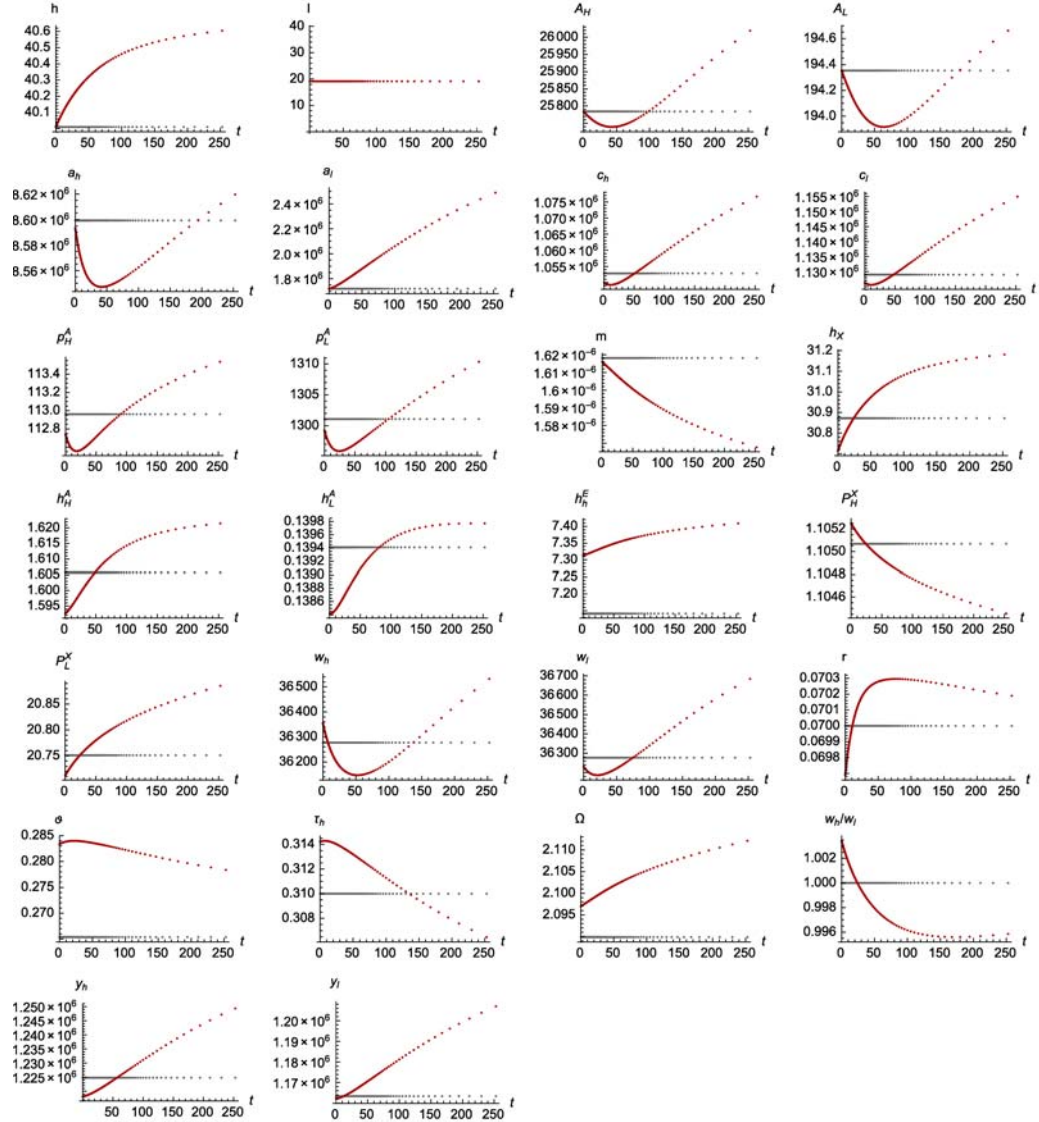 h
40.6
40.5
40.4
40.3
40.2
40.1
0 50 100 150 200 250 t
l
40
30
20
10
0 50 100 150 200 250 t
A_H
26 000
25 950
25 900
25 850
25 800
0 50 100 150 200 250 t
A_L
194.6
194.4
194.2
194.0
0 50 100 150 200 250 t
a_h
8.62 × 10^6
8.60 × 10^6
8.58 × 10^6
8.56 × 10^6
0 50 100 150 200 250 t
a_l
2.4 × 10^6
2.2 × 10^6
2.0 × 10^6
1.8 × 10^6
0 50 100 150 200 250 t
c_h
1.075 × 10^6
1.070 × 10^6
1.065 × 10^6
1.060 × 10^6
1.055 × 10^6
0 50 100 150 200 250 t
c_l
1.155 × 10^6
1.150 × 10^6
1.145 × 10^6
1.140 × 10^6
1.135 × 10^6
1.130 × 10^6
0 50 100 150 200 250 t
p_H^A
113.4
113.2
113.0
112.8
0 50 100 150 200 250 t
p_L^A
1310
1305
1300
0 50 100 150 200 250 t
m
1.62 × 10^-6
1.61 × 10^-6
1.6 × 10^-6
1.59 × 10^-6
1.58 × 10^-6
0 50 100 150 200 250 t
h_X
31.2
31.1
31.0
30.9
30.8
0 50 100 150 200 250 t
h_H^A
1.620
1.615
1.610
1.605
1.600
1.595
0 50 100 150 200 250 t
h_L^A
0.1398
0.1396
0.1394
0.1392
0.1390
0.1388
0.1386
0 50 100 150 200 250 t
h_h^E
7.40
7.35
7.30
7.25
7.20
0 50 100 150 200 250 t
P_H^X
1.1052
1.1050
1.1048
1.1046
0 50 100 150 200 250 t
P_L^X
20.85
20.80
20.75
0 50 100 150 200 250 t
w_h
36 500
36 400
36 300
36 200
0 50 100 150 200 250 t
w_l
36 700
36 600
36 500
36 400
36 300
0 50 100 150 200 250 t
r
0.0703
0.0702
0.0701
0.0700
0.0699
0.0698
0 50 100 150 200 250 t
ϑ
0.285
0.280
0.275
0.270
0 50 100 150 200 250 t
τ_h
0.314
0.312
0.310
0.308
0 50 100 150 200 250 t
Ω
2.110
2.105
2.100
2.095
0 50 100 150 200 250 t
w_h/w_l
1.002
1.000
0.998
0.996
0 50 100 150 200 250 t
y_h
1.250 × 10^6
1.245 × 10^6
1.240 × 10^6
1.235 × 10^6
1.230 × 10^6
1.225 × 10^6
50 100 150 200 250 t
y_l
1.20 × 10^6
1.19 × 10^6
1.18 × 10^6
1.17 × 10^6
0 50 100 150 200 250 t